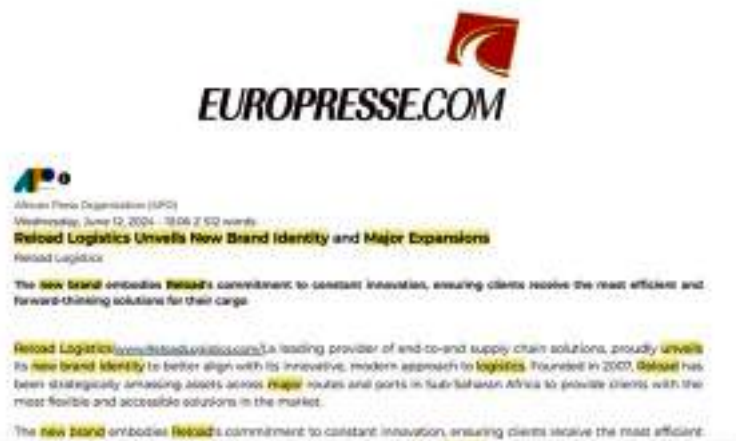 EUROPRESSE.COM
African Press Organisation (APO)
Wednesday, June 12, 2024 - 512 words
Reload Logistics Unveils New Brand Identity and Major Expansions
Reload Logistics
The new brand embodies Reload's commitment to constant innovation, ensuring clients receive the most efficient and
forward-thinking solutions for their cargo
Reload Logistics (www.ReloadLogistics.com/), a leading provider of end-to-end supply chain solutions, proudly unveils
its new brand identity to better align with its innovative, modern approach to logistics. Founded in 2007, Reload has
been strategically amassing assets across major routes and ports in Sub-Saharan Africa to provide clients with the
most flexible and accessible solutions in the market.
The new brand embodies Reload's commitment to constant innovation, ensuring clients receive the most efficient